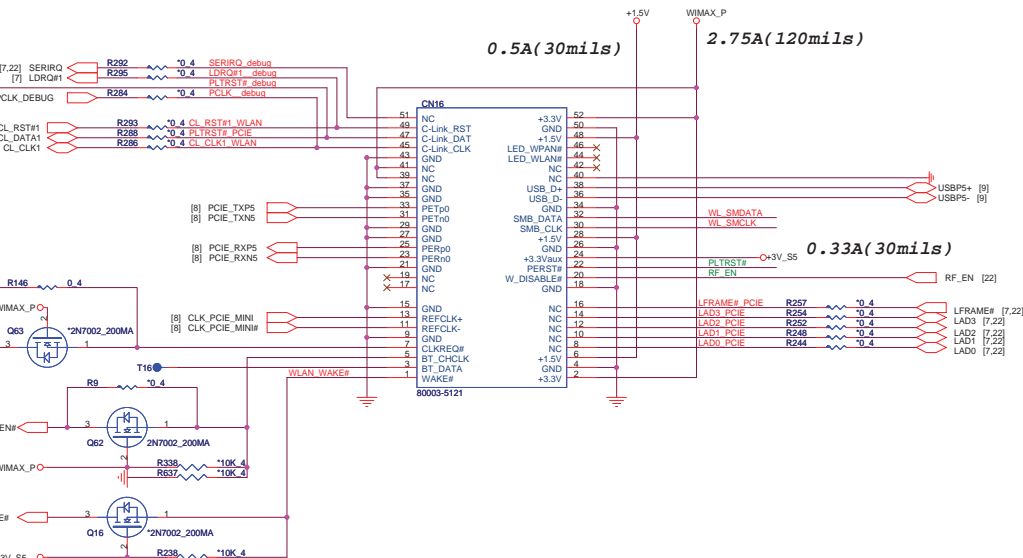 +1.5V WIMAX_P
0.5A(30mils) 2.75A(120mils)
[7,22] SERIRQ R292 *0_4 SERIRQ_debug
[7] LDRQ#1 R295 *0_4 LDRQ#1_debug
PLTRST#_debug
PCLK_DEBUG R284 *0_4 PCLK_debug
CN16
CL_RST#1 R293 *0_4 CL_RST#1_WLAN
CL_DATA1 R288 *0_4 PLTRST#_PCIE
CL_CLK1 R286 *0_4 CL_CLK1_WLAN
51 NC +3.3V 52
49 C-Link_RST GND 50
47 C-Link_DAT +1.5V 48
45 C-Link_CLK LED_WPAN# 46
43 GND LED_WLAN# 44
41 NC NC 42
39 NC NC 40
37 GND USB_D+ 38 USBP5+ [9]
35 GND USB_D- 36 USBP5- [9]
[8] PCIE_TXP5 33 PETp0 GND 34
[8] PCIE_TXN5 31 PETn0 SMB_DATA 32 WL_SMDATA
29 GND SMB_CLK 30 WL_SMCLK
27 GND +1.5V 28
[8] PCIE_RXP5 25 PERp0 GND 26
0.33A(30mils)
[8] PCIE_RXN5 23 PERn0 +3.3Vaux 24 +3V_S5
21 GND PERST# 22 PLTRST#
19 NC W_DISABLE# 20 RF_EN RF_EN [22]
17 NC GND 18
R146 0_4
WIMAX_P
15 GND NC 16 LFRAME#_PCIE R257 *0_4 LFRAME# [7,22]
[8] CLK_PCIE_MINI 13 REFCLK+ NC 14 LAD3_PCIE R254 *0_4 LAD3 [7,22]
[8] CLK_PCIE_MINI# 11 REFCLK- NC 12 LAD2_PCIE R252 *0_4 LAD2 [7,22]
9 GND NC 10 LAD1_PCIE R248 *0_4 LAD1 [7,22]
7 CLKREQ# NC 8 LAD0_PCIE R244 *0_4 LAD0 [7,22]
5 BT_CHCLK +1.5V 6
T16 3 BT_DATA GND 4
WLAN_WAKE# 1 WAKE# +3.3V 2
80003-5121
Q63 2 *2N7002_200MA
3 1
R9 *0_4
EN# 3 1
Q62 2N7002_200MA
2
WIMAX_P R338 *10K_4
R637 *10K_4
E# 3 1
Q16 *2N7002_200MA
2
3V_S5 R238 *10K_4